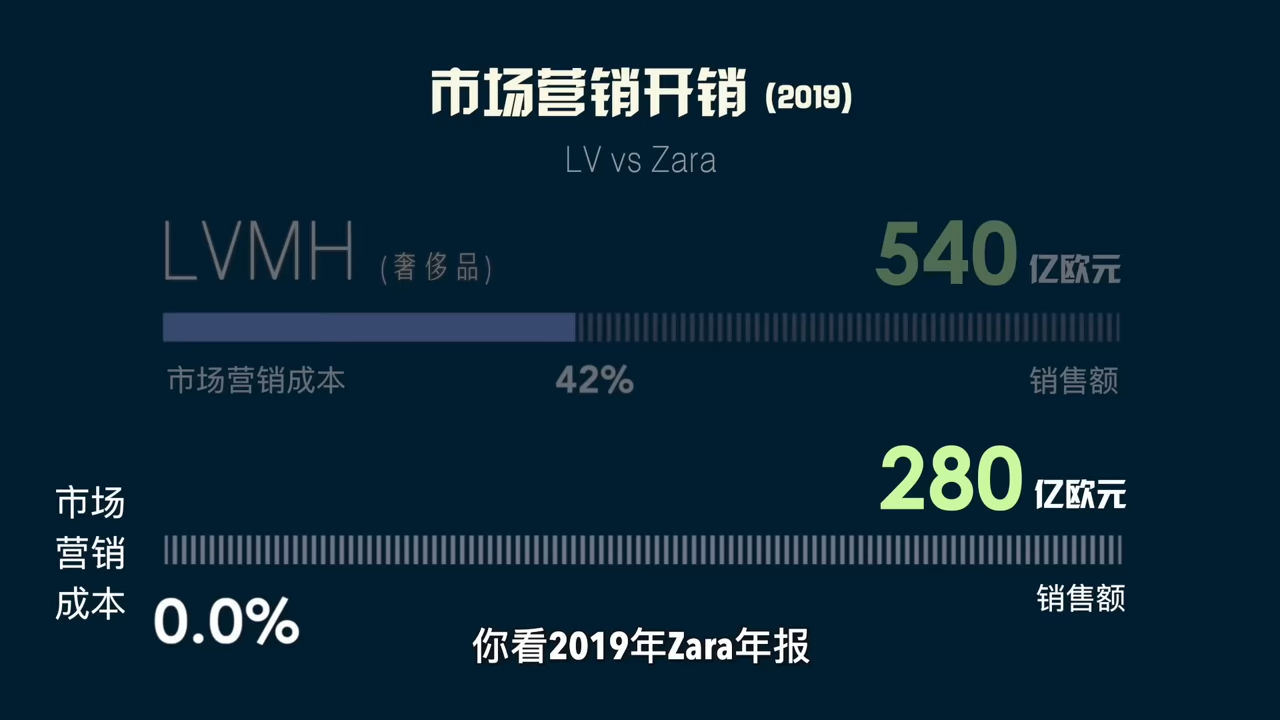 市场营销开销 (2019)
LV vs Zara
LVMH (奢侈品)
540 亿欧元
市场营销成本
42%
销售额
280 亿欧元
市场
营销
成本
0.0%
销售额
你看2019年Zara年报